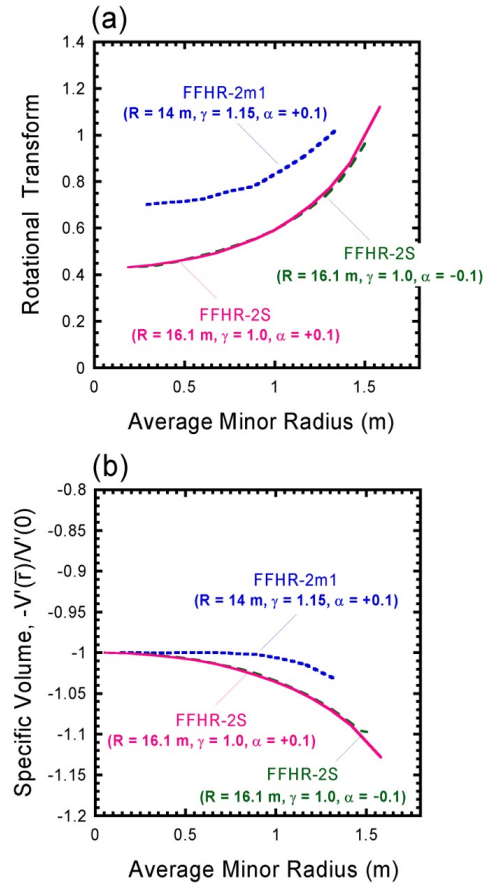 (a)
1.4
1.2
1
0.8
0.6
0.4
0.2
0
Rotational Transform
FFHR-2m1
(R = 14 m, γ = 1.15, α = +0.1)
FFHR-2S
(R = 16.1 m, γ = 1.0, α = −0.1)
FFHR-2S
(R = 16.1 m, γ = 1.0, α = +0.1)
0
0.5
1
1.5
Average Minor Radius (m)
(b)
-0.8
-0.85
-0.9
-0.95
-1
-1.05
-1.1
-1.15
-1.2
Specific Volume, -V'(r̅)/V'(0)
FFHR-2m1
(R = 14 m, γ = 1.15, α = +0.1)
FFHR-2S
(R = 16.1 m, γ = 1.0, α = +0.1)
FFHR-2S
(R = 16.1 m, γ = 1.0, α = −0.1)
0
0.5
1
1.5
Average Minor Radius (m)